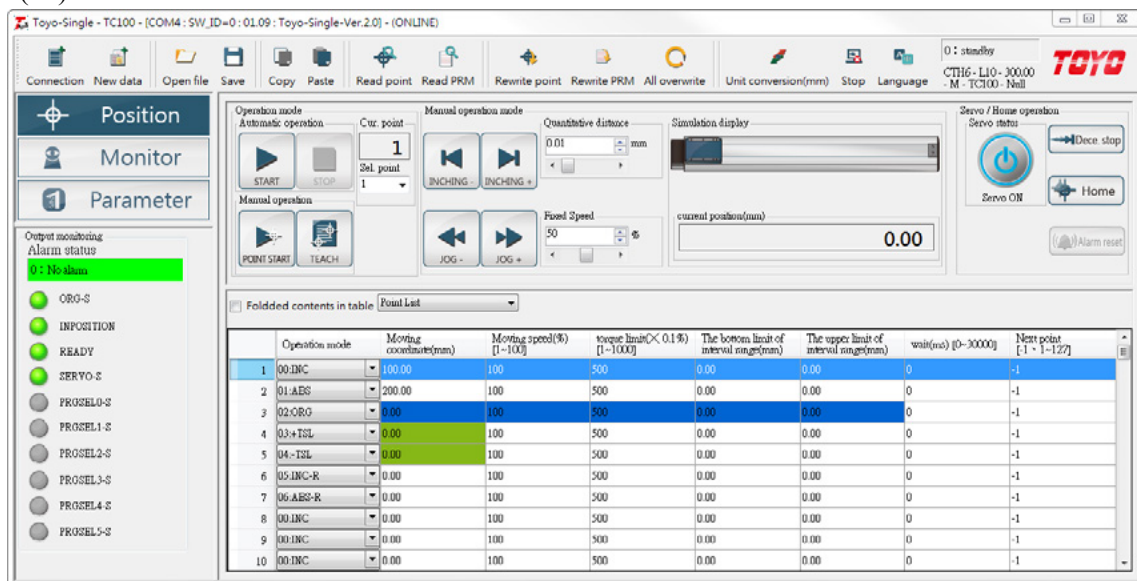 Toyo-Single - TC100 - [COM4 : SW_ID=0 : 01.09 : Toyo-Single-Ver.2.0] - (ONLINE)
Connection New data Open file Save Copy Paste Read point Read PRM Rewrite point Rewrite PRM All overwrite Unit conversion(mm) Stop Language
0：standby
CTH6 - L10 - 300.00
- M - TC100 - Null
TOYO
Position
Monitor
Parameter
Output monitoring
Alarm status
0：No alarm
ORG-S
INPOSITION
READY
SERVO-S
PROSEL0-S
PROSEL1-S
PROSEL2-S
PROSEL3-S
PROSEL4-S
PROSEL5-S
Operation mode
Automatic operation
START
STOP
Cur. point
1
Sel. point
1
Manual operation
POINT START
TEACH
Manual operation mode
INCHING -
INCHING +
Quantitative distance
0.01 mm
JOG -
JOG +
Fixed Speed
50 %
Simulation display
current position(mm)
0.00
Servo / Home operation
Servo status
Servo ON
Dece. stop
Home
Alarm reset
Foldded contents in table Point List
Operation mode Moving coordinate(mm) Moving speed(%) [1~100] torque limit(╳ 0.1%) [1~1000] The bottom limit of interval range(mm) The upper limit of interval range(mm) wait(ms) [0~30000] Next point [-1、1~127]
1 00:INC 100.00 100 500 0.00 0.00 0 -1
2 01:ABS 200.00 100 500 0.00 0.00 0 -1
3 02:ORG 0.00 100 500 0.00 0.00 0 -1
4 03:+TSL 0.00 100 500 0.00 0.00 0 -1
5 04:-TSL 0.00 100 500 0.00 0.00 0 -1
6 05:INC-R 0.00 100 500 0.00 0.00 0 -1
7 06:ABS-R 0.00 100 500 0.00 0.00 0 -1
8 00:INC 0.00 100 500 0.00 0.00 0 -1
9 00:INC 0.00 100 500 0.00 0.00 0 -1
10 00:INC 0.00 100 500 0.00 0.00 0 -1